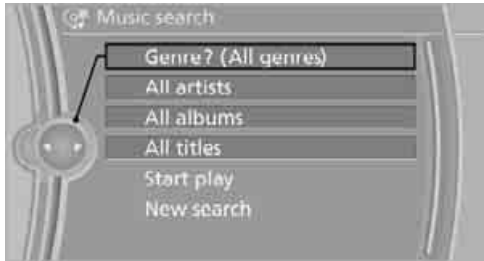 Music search
Genre? (All genres)
All artists
All albums
All titles
Start play
New search